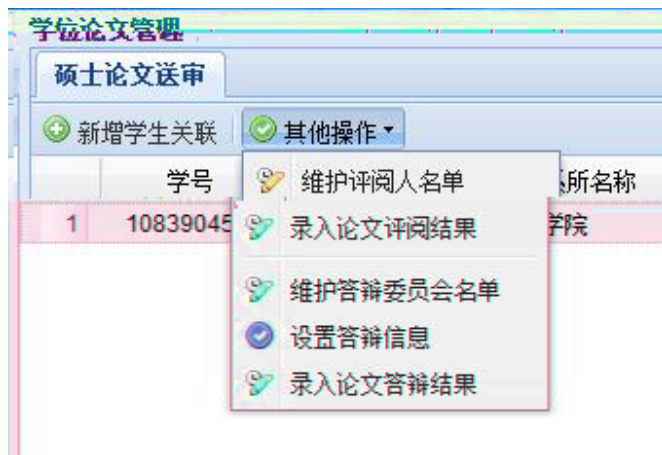 学位论文管理
硕士论文送审
新增学生关联 其他操作
学号 所名称
维护评阅人名单
1 10839045 学院
录入论文评阅结果
维护答辩委员会名单
设置答辩信息
录入论文答辩结果